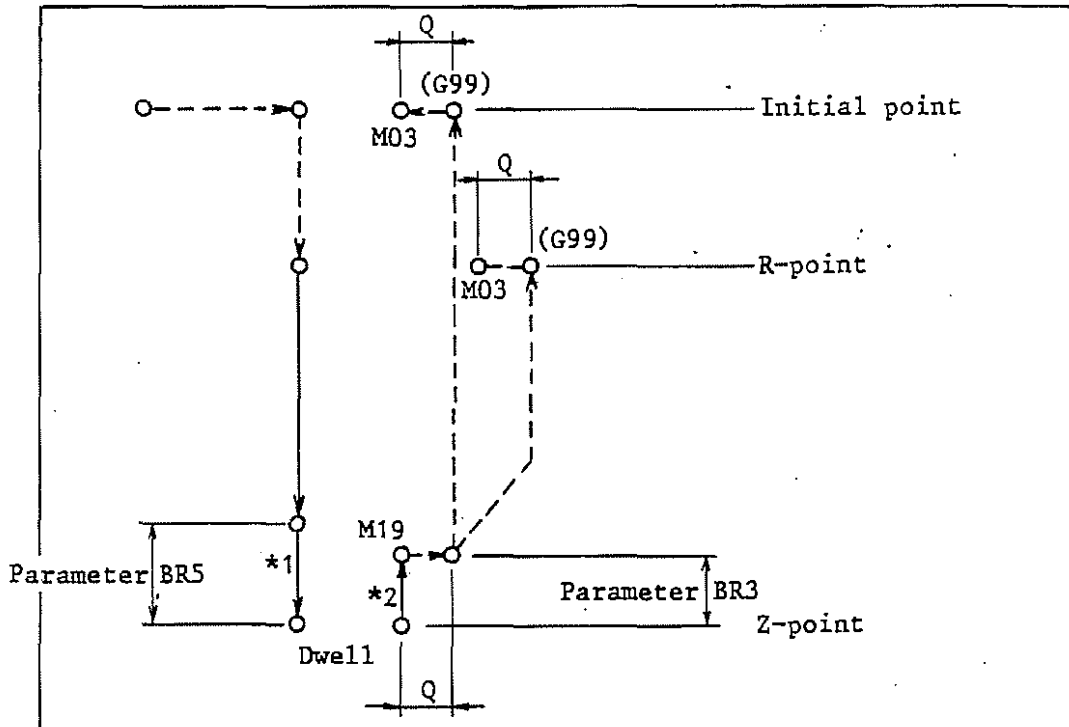 Q
(G99)
Initial point
M03
Q
(G99)
R-point
M03
M19
Parameter BR5
*1
*2
Parameter BR3
Z-point
Dwell
Q